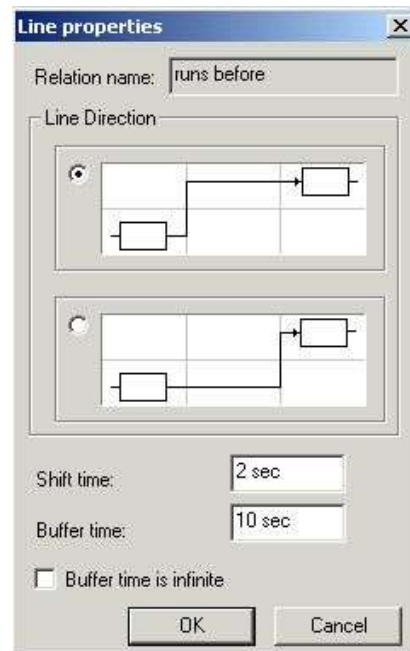 Line properties
Relation name: runs before
Line Direction
Shift time: 2 sec
Buffer time: 10 sec
Buffer time is infinite
OK Cancel